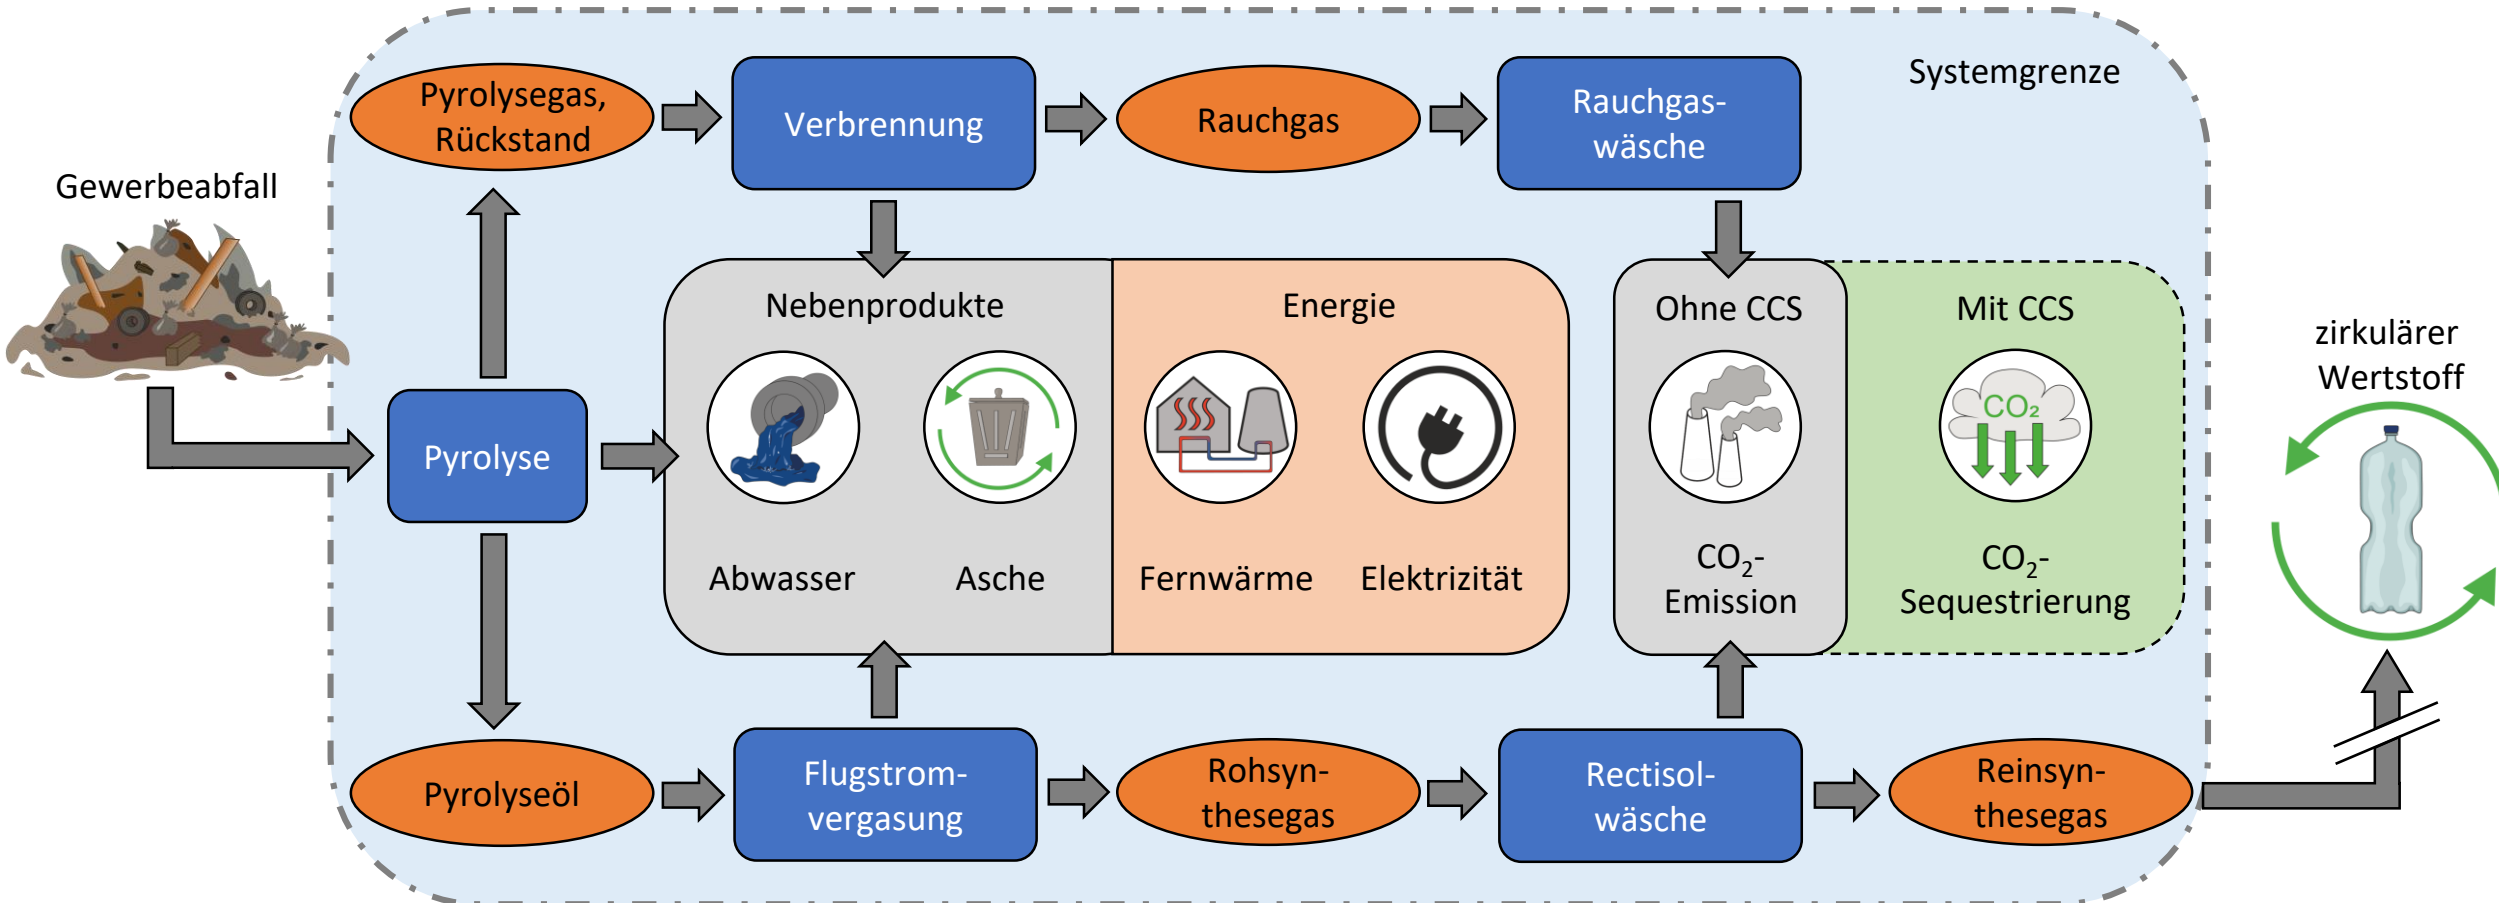 Systemgrenze
Pyrolysegas,
Rückstand
Verbrennung
Rauchgas
Rauchgas-
wäsche
Gewerbeabfall
Nebenprodukte
Energie
Ohne CCS
Mit CCS
CO₂
zirkulärer
Wertstoff
Pyrolyse
Abwasser
Asche
Fernwärme
Elektrizität
CO₂-
Emission
CO₂-
Sequestrierung
Pyrolyseöl
Flugstrom-
vergasung
Rohsyn-
thesegas
Rectisol-
wäsche
Reinsyn-
thesegas